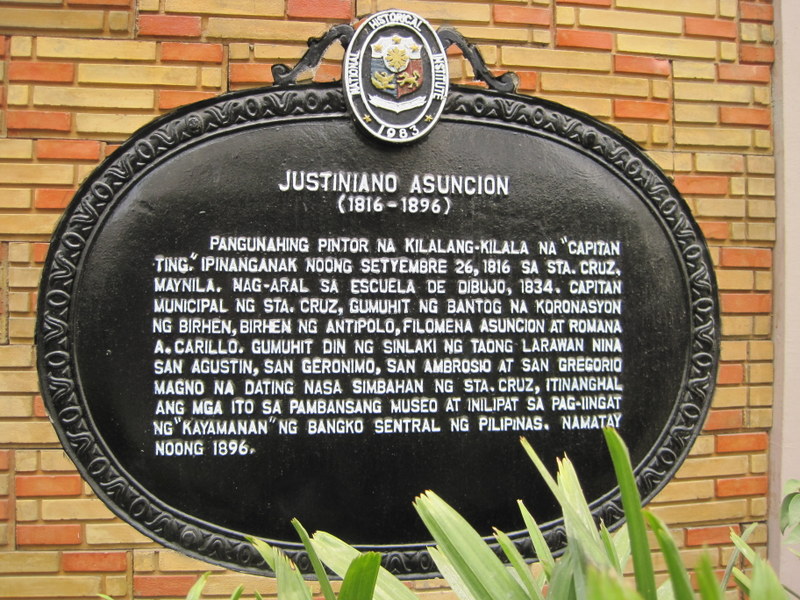 NATIONAL HISTORICAL INSTITUTE
1983
JUSTINIANO ASUNCION
(1816-1896)
PANGUNAHING PINTOR NA KILALANG-KILALA NA "CAPITAN
TING." IPINANGANAK NOONG SETYEMBRE 26, 1816 SA STA. CRUZ,
MAYNILA. NAG-ARAL SA ESCUELA DE DIBUJO, 1834. CAPITAN
MUNICIPAL NG STA. CRUZ, GUMUHIT NG BANTOG NA KORONASYON
NG BIRHEN, BIRHEN NG ANTIPOLO, FILOMENA ASUNCION AT ROMANA
A. CARILLO. GUMUHIT DIN NG SINLAKI NG TAONG LARAWAN NINA
SAN AGUSTIN, SAN GERONIMO, SAN AMBROSIO AT SAN GREGORIO
MAGNO NA DATING NASA SIMBAHAN NG STA. CRUZ, ITINANGHAL
ANG MGA ITO SA PAMBANSANG MUSEO AT INILIPAT SA PAG-IINGAT
NG "KAYAMANAN" NG BANGKO SENTRAL NG PILIPINAS. NAMATAY
NOONG 1896.